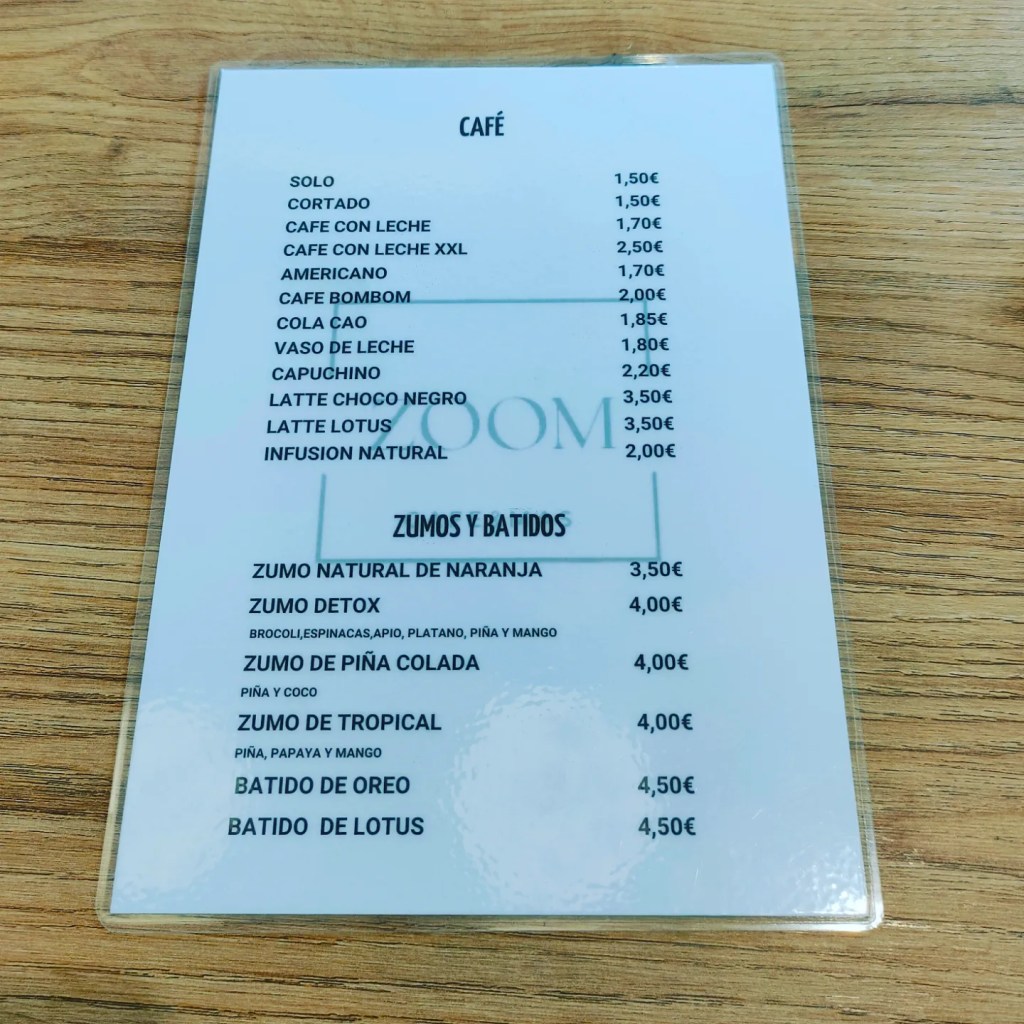 CAFÉ
SOLO 1,50€
CORTADO 1,50€
CAFE CON LECHE 1,70€
CAFE CON LECHE XXL 2,50€
AMERICANO 1,70€
CAFE BOMBOM 2,00€
COLA CAO 1,85€
VASO DE LECHE 1,80€
CAPUCHINO 2,20€
LATTE CHOCO NEGRO 3,50€
ZOOM
LATTE LOTUS 3,50€
INFUSION NATURAL 2,00€
ZUMOS Y BATIDOS
ZUMO NATURAL DE NARANJA 3,50€
ZUMO DETOX 4,00€
BROCOLI,ESPINACAS,APIO, PLATANO, PIÑA Y MANGO
ZUMO DE PIÑA COLADA 4,00€
PIÑA Y COCO
ZUMO DE TROPICAL 4,00€
PIÑA, PAPAYA Y MANGO
BATIDO DE OREO 4,50€
BATIDO DE LOTUS 4,50€